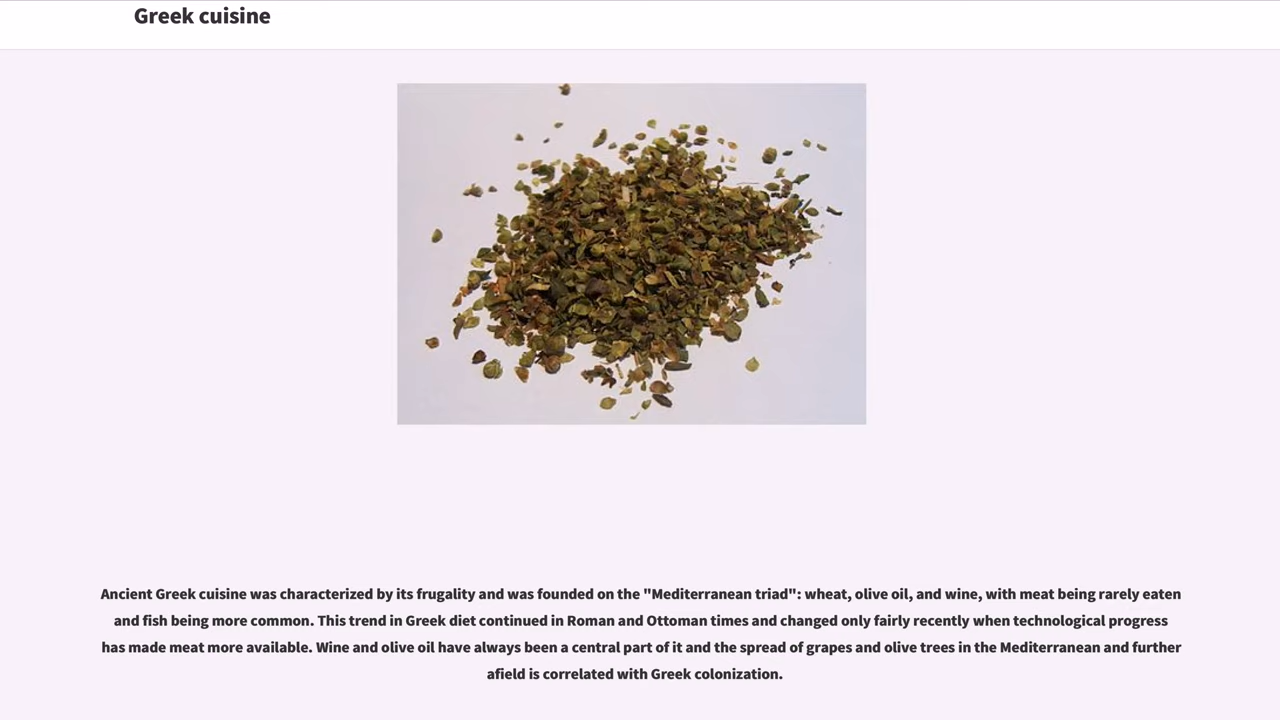 Greek cuisine
Ancient Greek cuisine was characterized by its frugality and was founded on the "Mediterranean triad": wheat, olive oil, and wine, with meat being rarely eaten
and fish being more common. This trend in Greek diet continued in Roman and Ottoman times and changed only fairly recently when technological progress
has made meat more available. Wine and olive oil have always been a central part of it and the spread of grapes and olive trees in the Mediterranean and further
afield is correlated with Greek colonization.